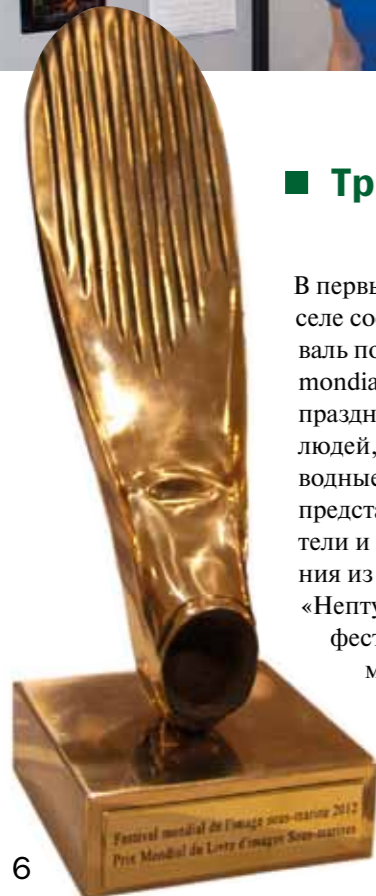 ■ Тр
В первы
селе со
валь по
mondia
праздн
людей,
водные
предста
тели и
ния из
«Непту
фест
м
Festival mondial de l'image sous-marine 2012
Prix Mondial du Livre d'images Sous-marines
6